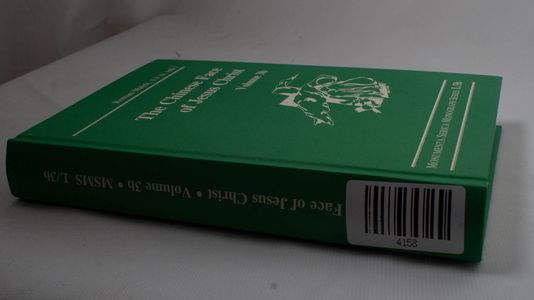 The Chinese Face
of Jesus Christ
Volume 3b
MONUMENTA SERICA MONOGRAPH SERIES L/3b
Face of Jesus Christ • Volume 3b • MSMS L/3b
4158